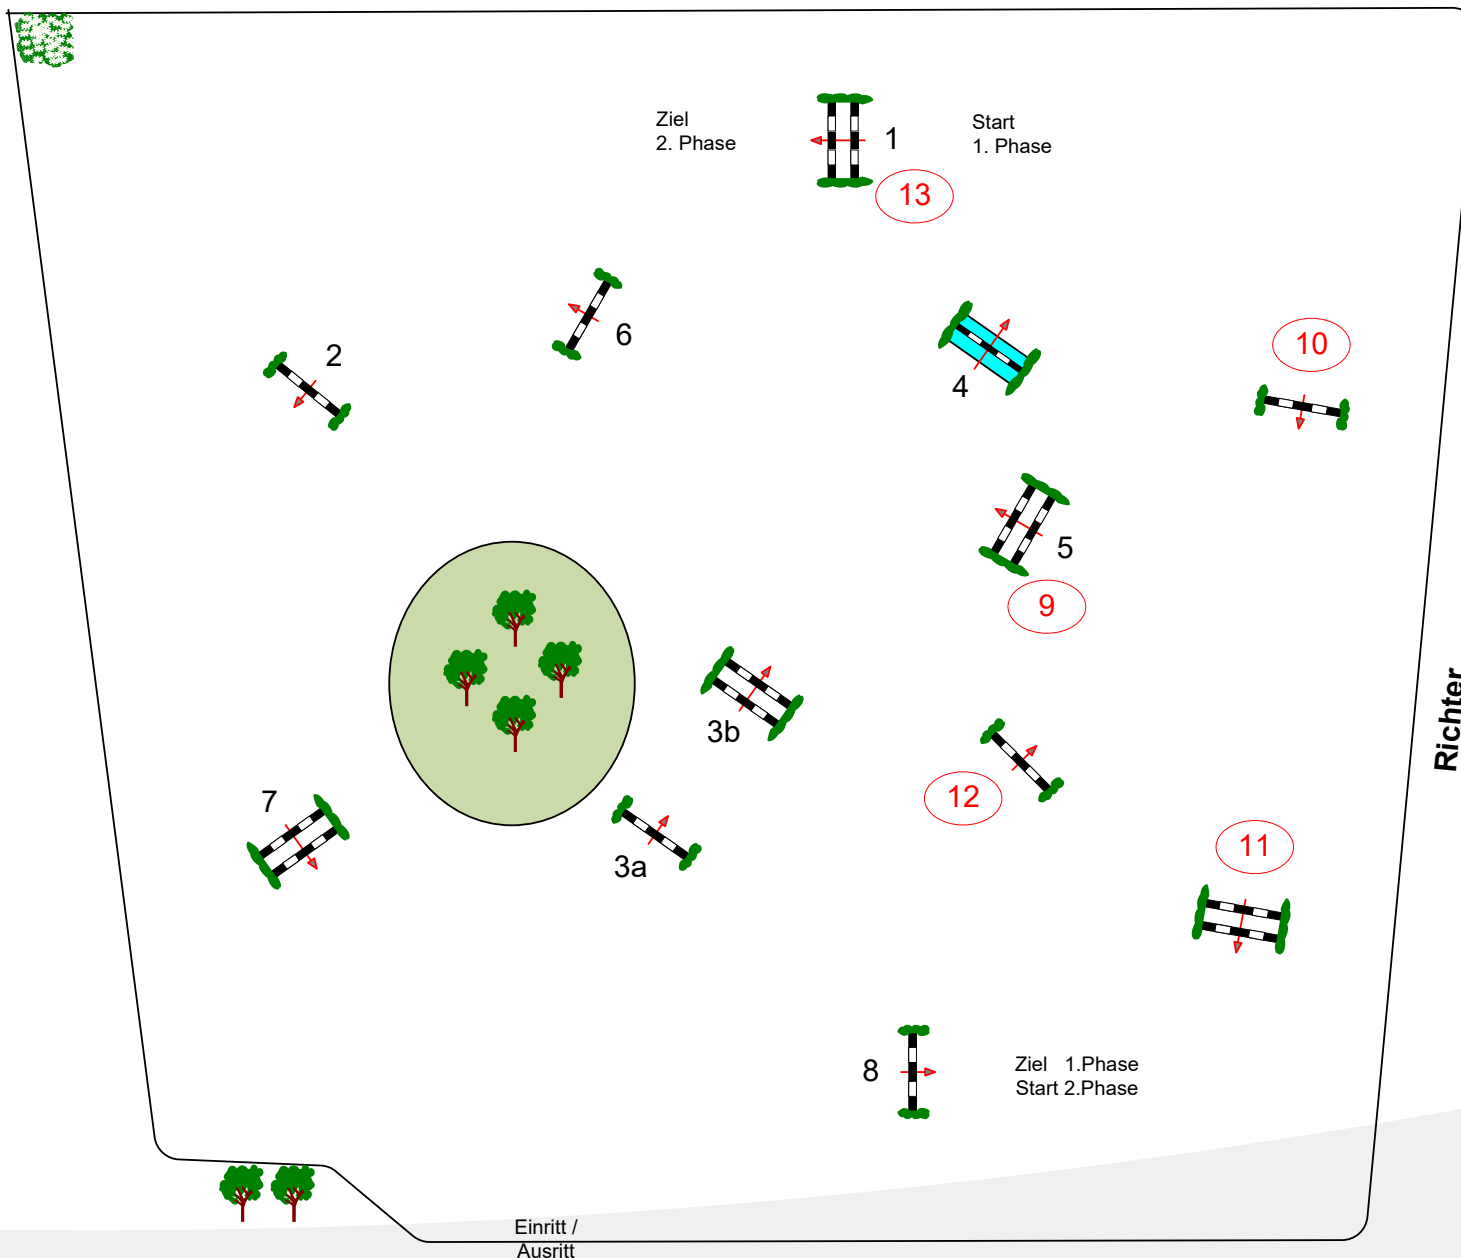 Ziel
2. Phase
1
Start
1. Phase
13
6
2
4
10
5
9
Richter
3b
7
12
3a
11
8
Ziel 1.Phase
Start 2.Phase
Einritt /
Ausritt